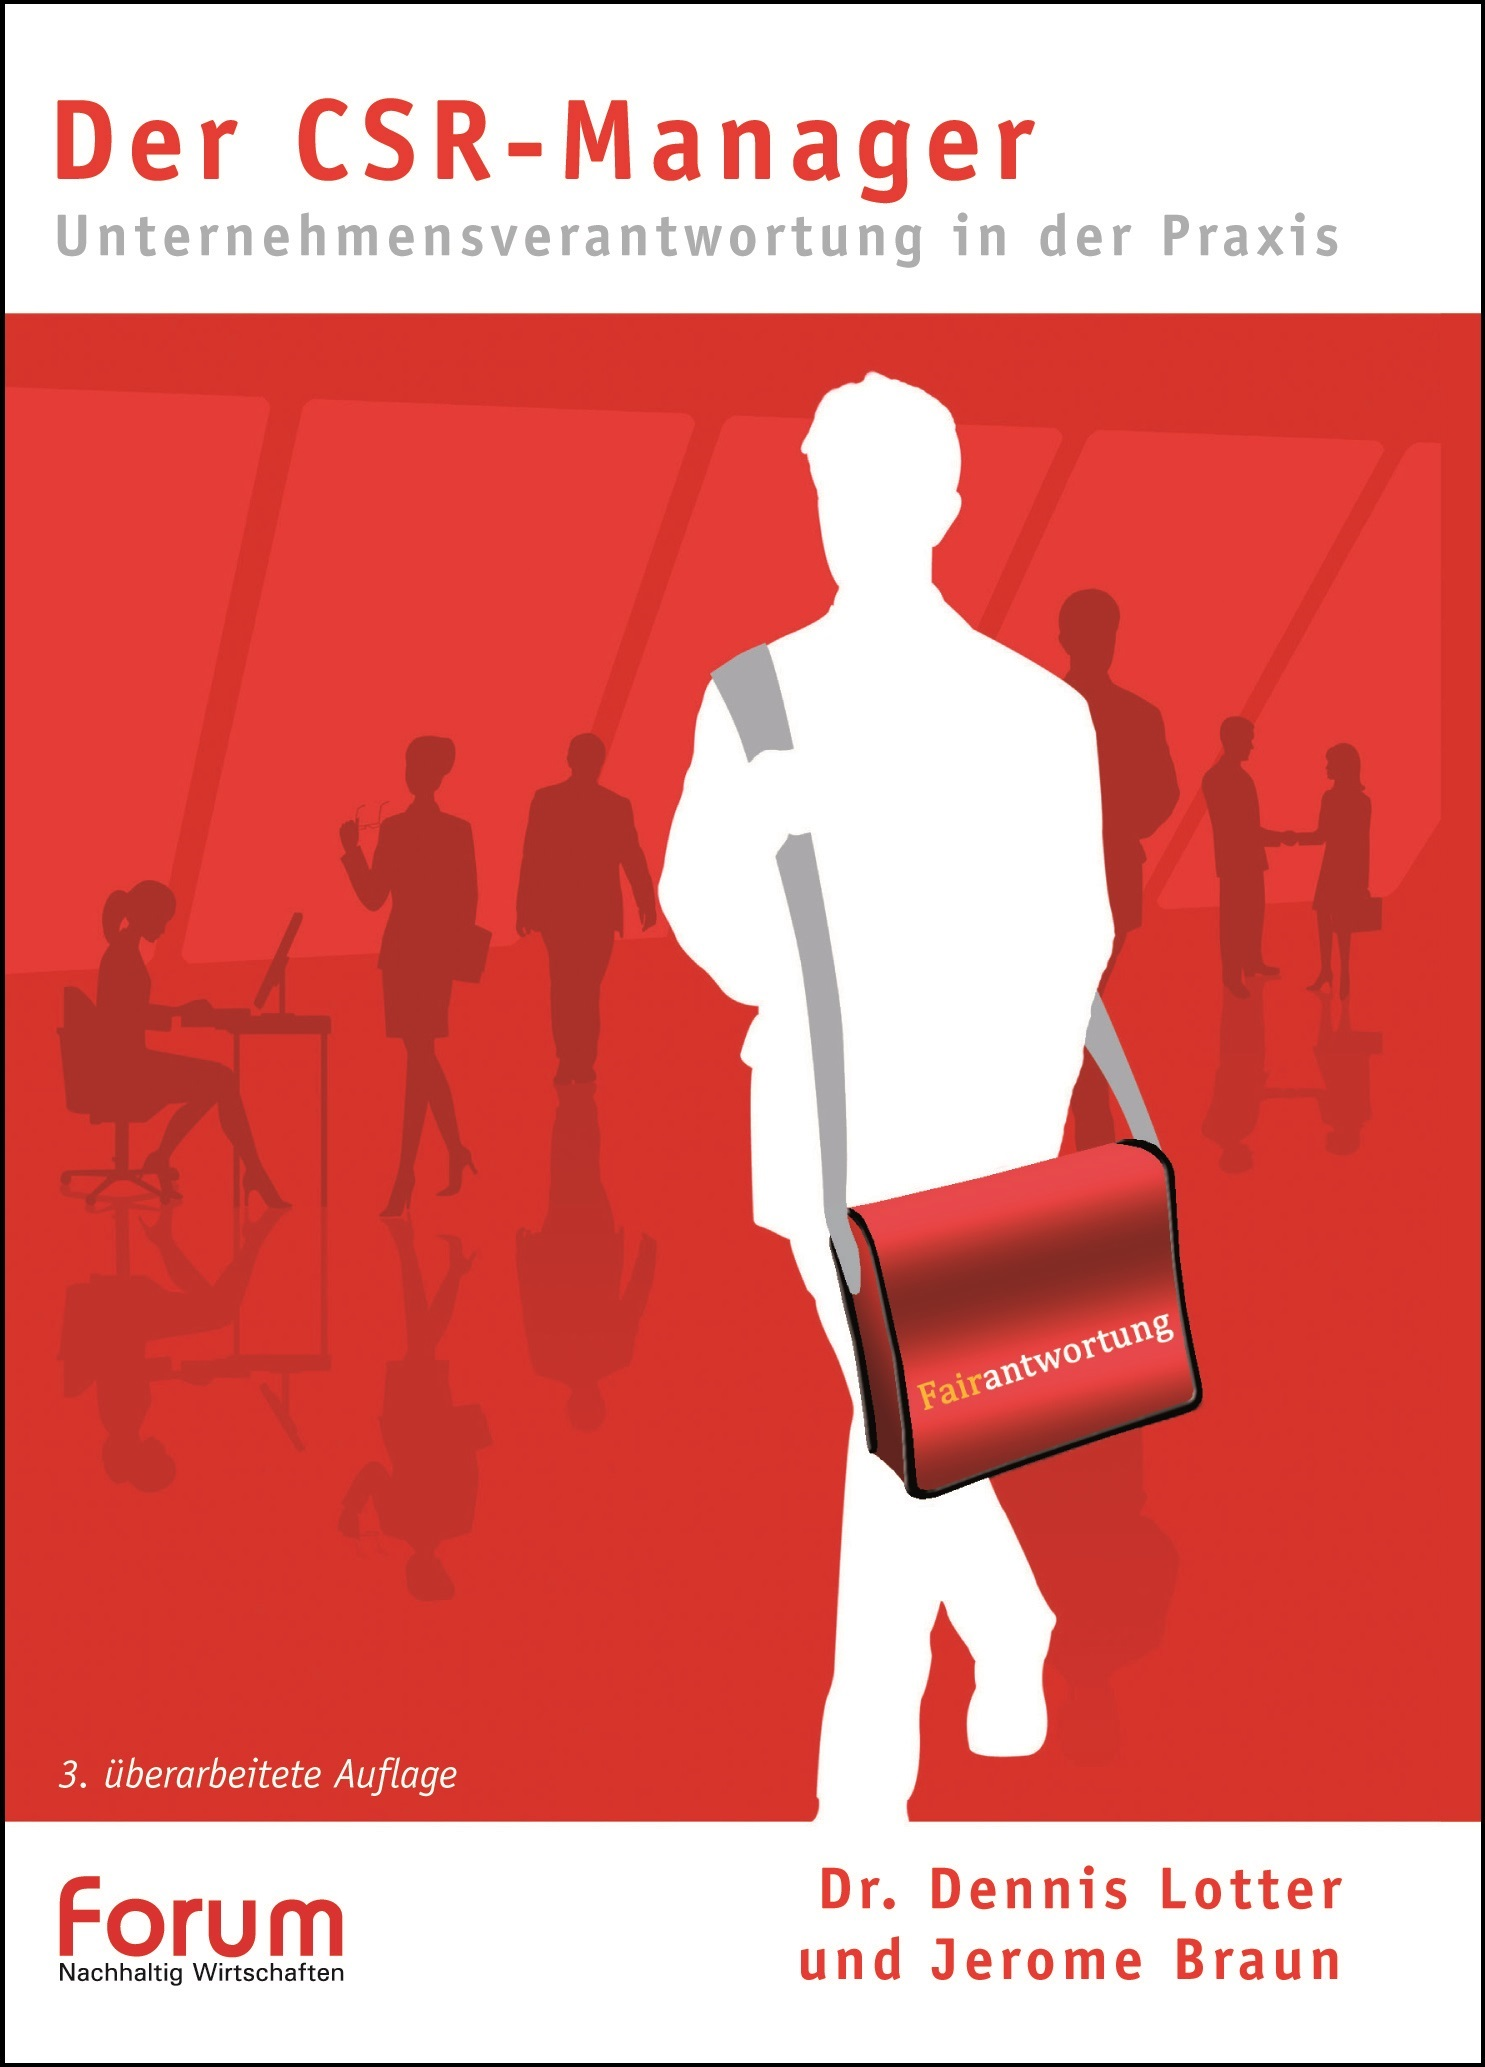 Der CSR-Manager
Unternehmensverantwortung in der Praxis
Fairantwortung
3. überarbeitete Auflage
forum
Nachhaltig Wirtschaften
Dr. Dennis Lotter
und Jerome Braun